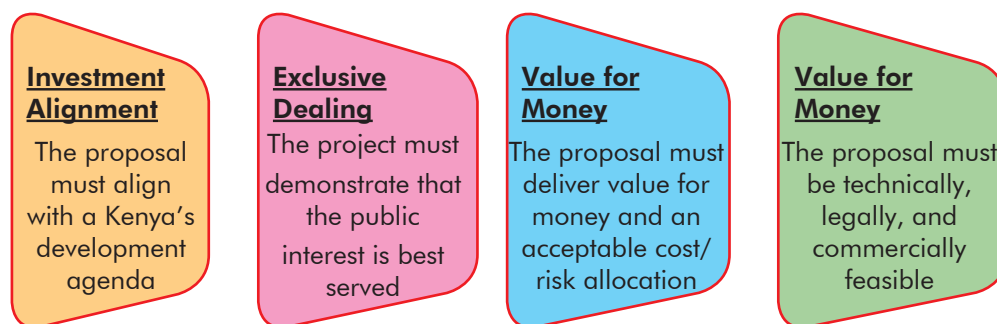 Investment
Alignment
The proposal
must align
with a Kenya’s
development
agenda
Exclusive
Dealing
The project must
demonstrate that
the public
interest is best
served
Value for
Money
The proposal must
deliver value for
money and an
acceptable cost/
risk allocation
Value for
Money
The proposal must
be technically,
legally, and
commercially
feasible